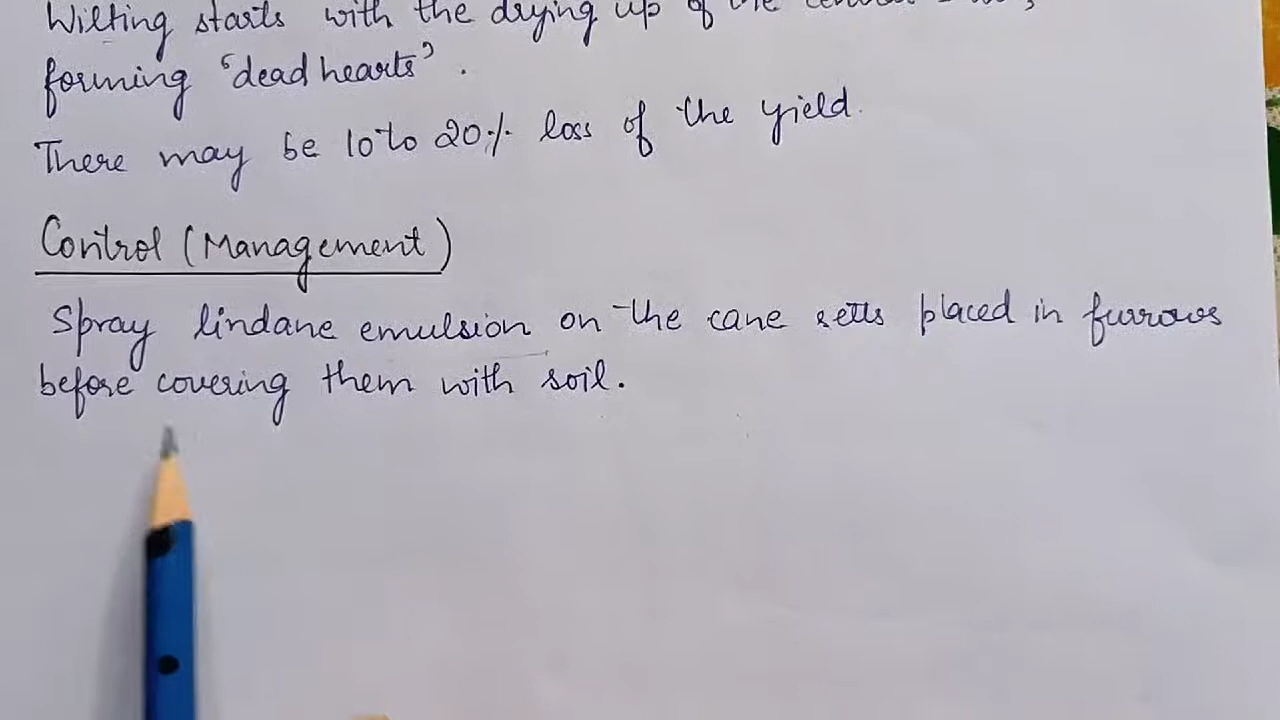 Wilting starts with the drying up of the
forming 'dead hearts'.
There may be 10 to 20% loss of the yield.
Control (Management)
Spray lindane emulsion on the cane setts placed in furrows
before covering them with soil.